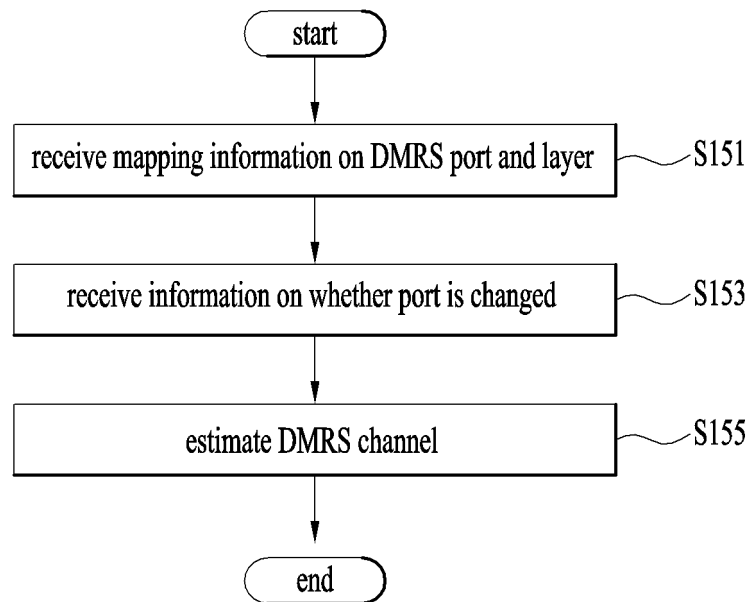 start
receive mapping information on DMRS port and layer
S151
receive information on whether port is changed
S153
estimate DMRS channel
S155
end